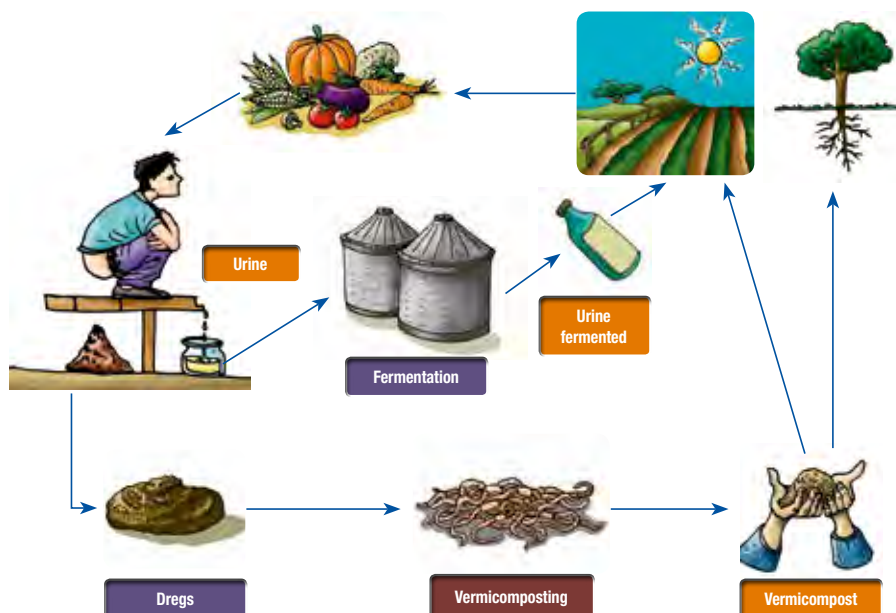 Urine
Fermentation
Urine
fermented
Dregs
Vermicomposting
Vermicompost